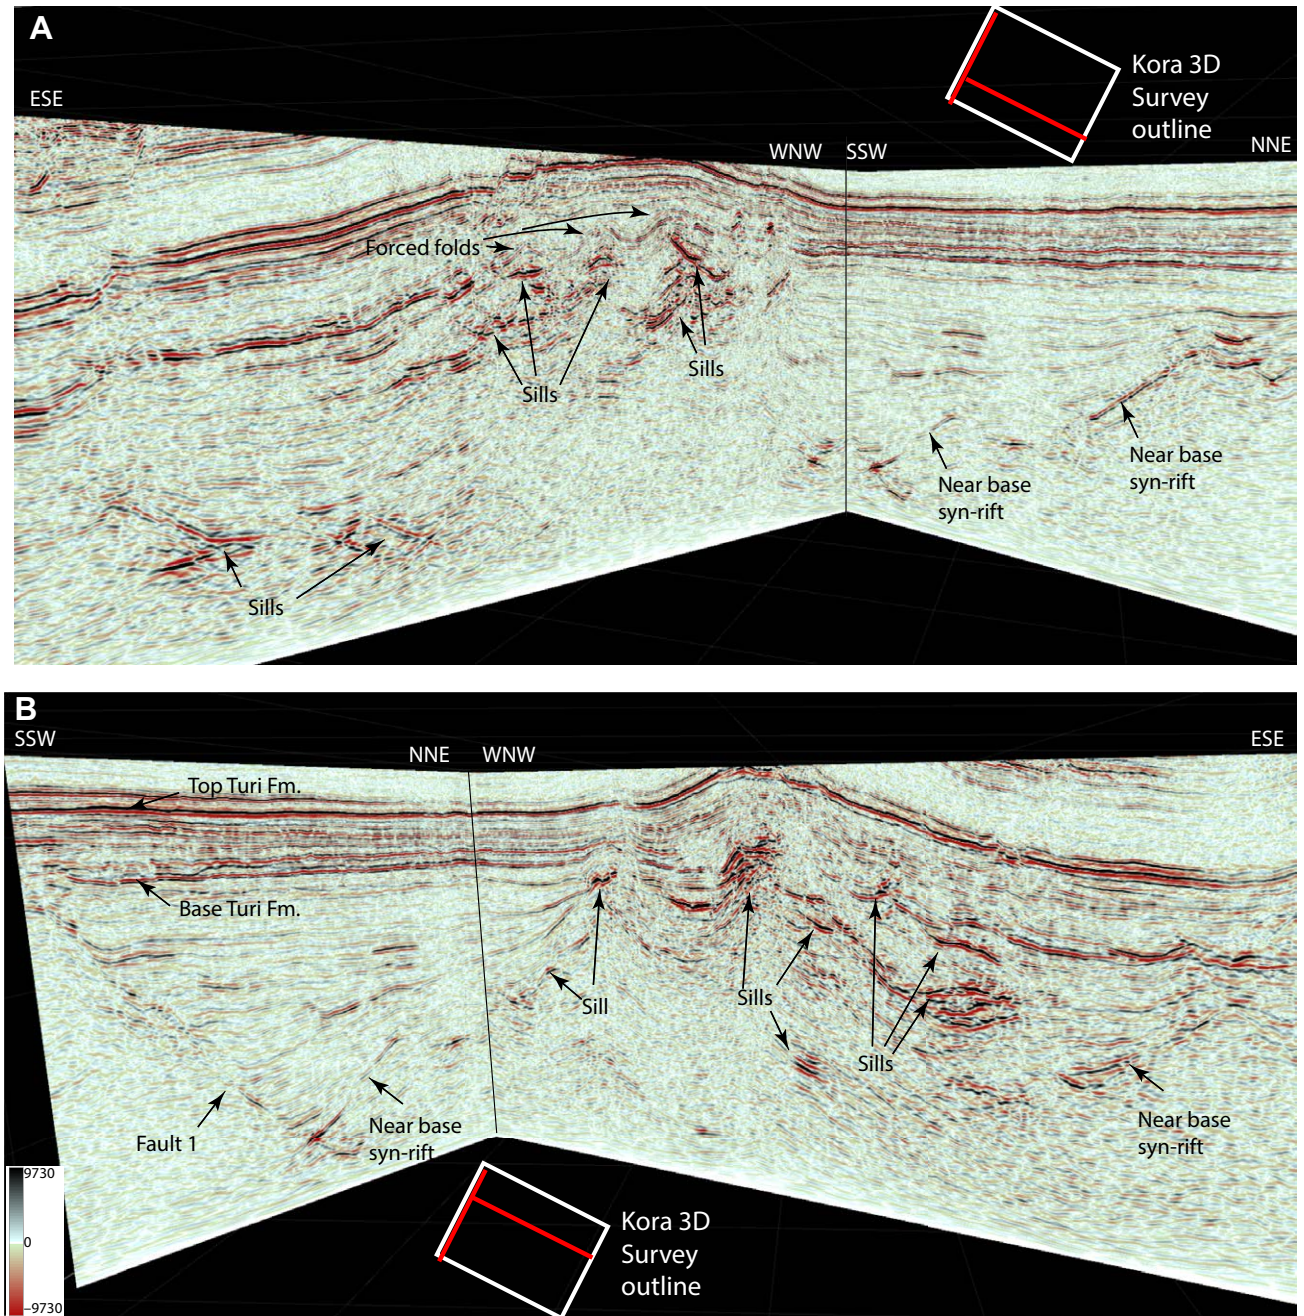 A
ESE
WNW
SSW
NNE
Kora 3D
Survey
outline
Forced folds
Sills
Sills
Near base
syn-rift
Near base
syn-rift
Sills
B
SSW
NNE
WNW
ESE
Top Turi Fm.
Base Turi Fm.
Sill
Sills
Sills
Fault 1
Near base
syn-rift
Near base
syn-rift
9730
0
–9730
Kora 3D
Survey
outline